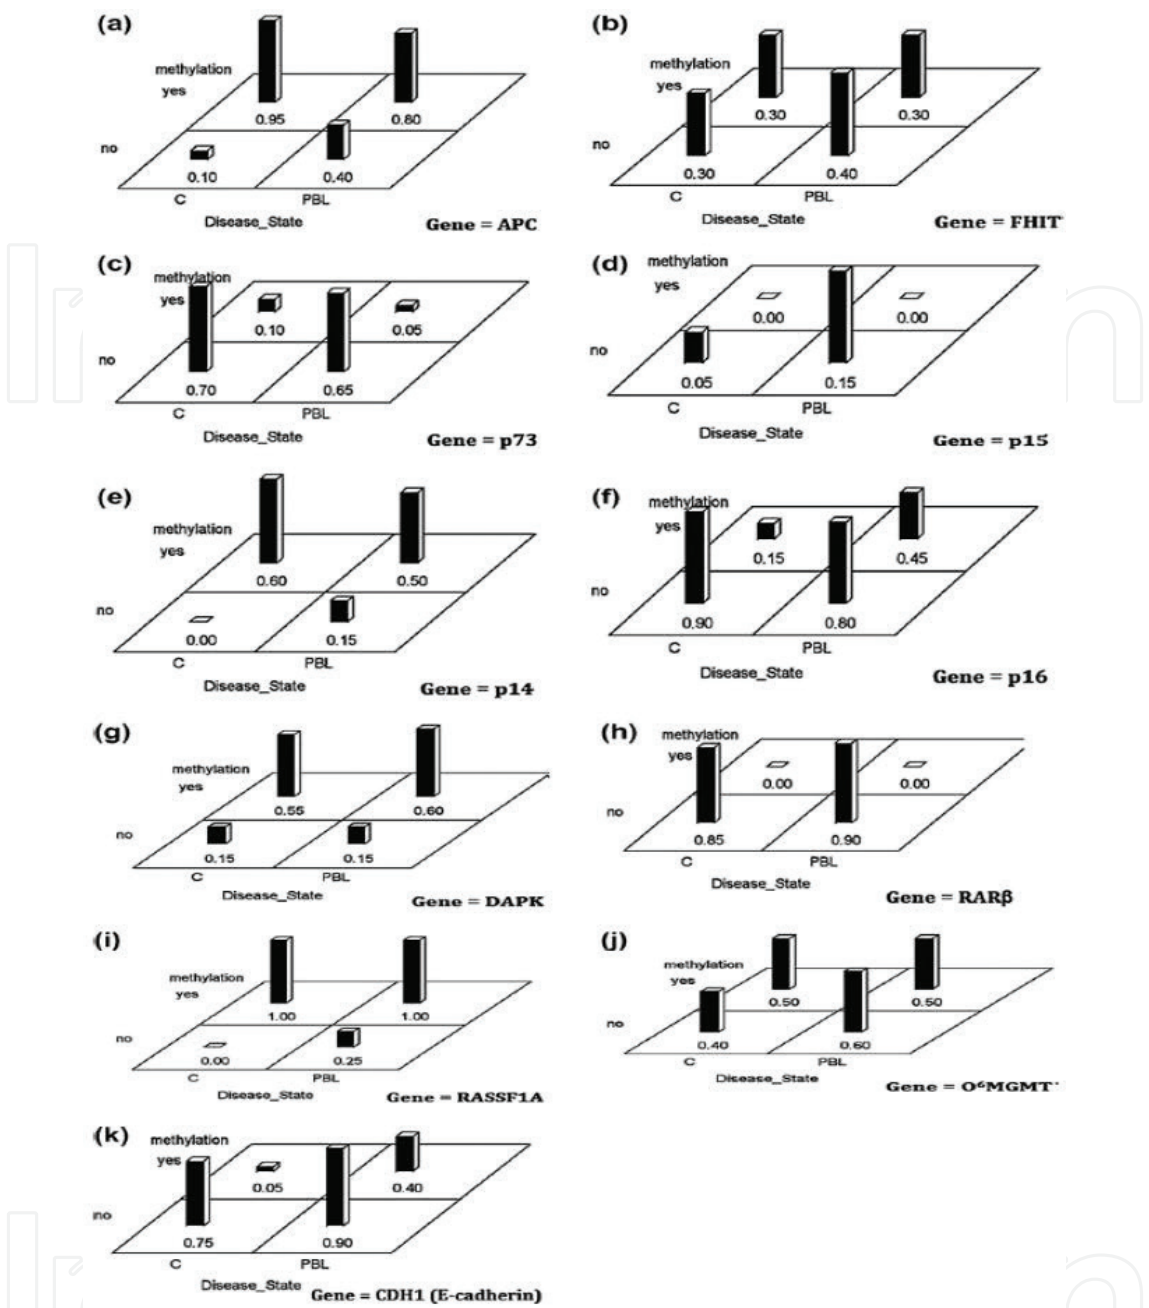 (a)
methylation
yes
0.95
0.80
no
0.10
0.40
C
PBL
Disease_State
Gene = APC
(b)
methylation
yes
0.30
0.30
no
0.30
0.40
C
PBL
Disease_State
Gene = FHIT
(c)
methylation
yes
0.10
0.05
no
0.70
0.65
C
PBL
Disease_State
Gene = p73
(d)
methylation
yes
0.00
0.00
no
0.05
0.15
C
PBL
Disease_State
Gene = p15
(e)
methylation
yes
0.60
0.50
no
0.00
0.15
C
PBL
Disease_State
Gene = p14
(f)
methylation
yes
0.15
0.45
no
0.90
0.80
C
PBL
Disease_State
Gene = p16
(g)
methylation
yes
0.55
0.60
no
0.15
0.15
C
PBL
Disease_State
Gene = DAPK
(h)
methylation
yes
0.00
0.00
no
0.85
0.90
C
PBL
Disease_State
Gene = RARβ
(i)
methylation
yes
1.00
1.00
no
0.00
0.25
C
PBL
Disease_State
Gene = RASSF1A
(j)
methylation
yes
0.50
0.50
no
0.40
0.60
C
PBL
Disease_State
Gene = O⁶MGMT
(k)
methylation
yes
0.05
0.40
no
0.75
0.90
C
PBL
Disease_State
Gene = CDH1 (E-cadherin)